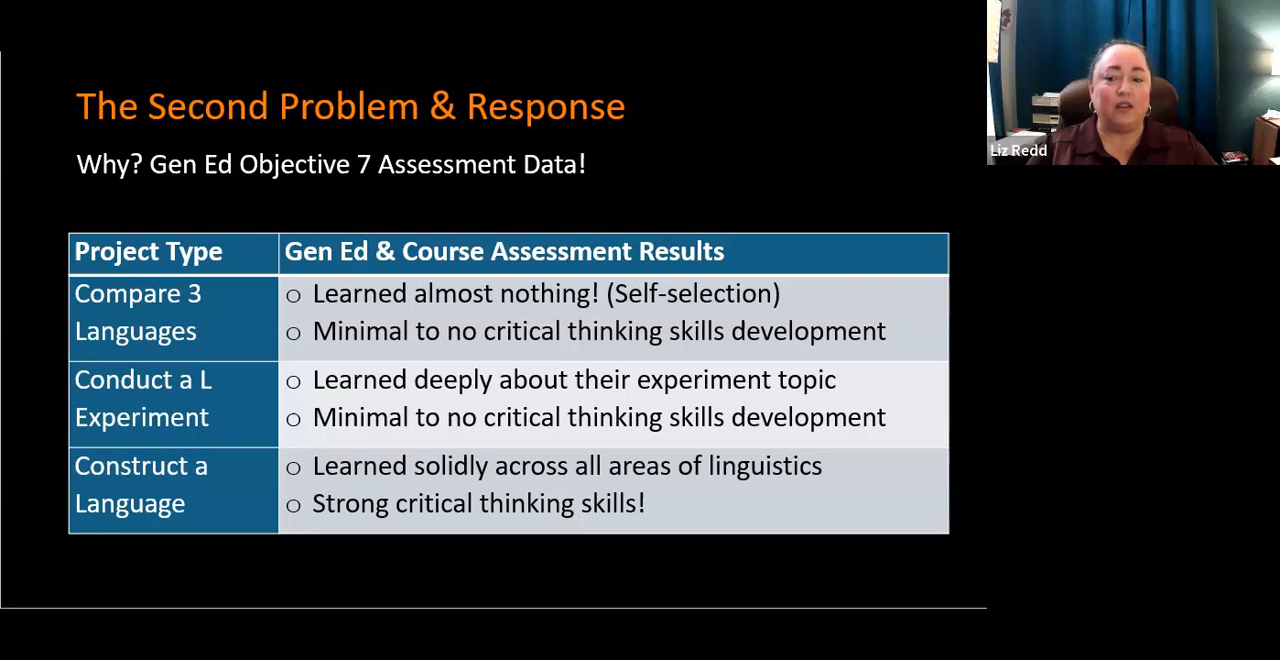 The Second Problem & Response
Why? Gen Ed Objective 7 Assessment Data!
Project Type
Gen Ed & Course Assessment Results
Compare 3
Languages
o Learned almost nothing! (Self-selection)
o Minimal to no critical thinking skills development
Conduct a L
Experiment
o Learned deeply about their experiment topic
o Minimal to no critical thinking skills development
Construct a
Language
o Learned solidly across all areas of linguistics
o Strong critical thinking skills!
Liz Redd